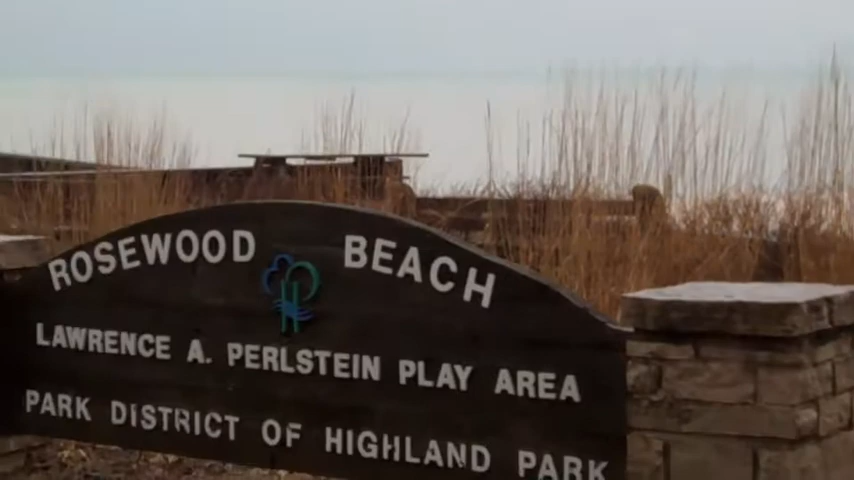 ROSEWOOD BEACH
LAWRENCE A. PERLSTEIN PLAY AREA
PARK DISTRICT OF HIGHLAND PARK